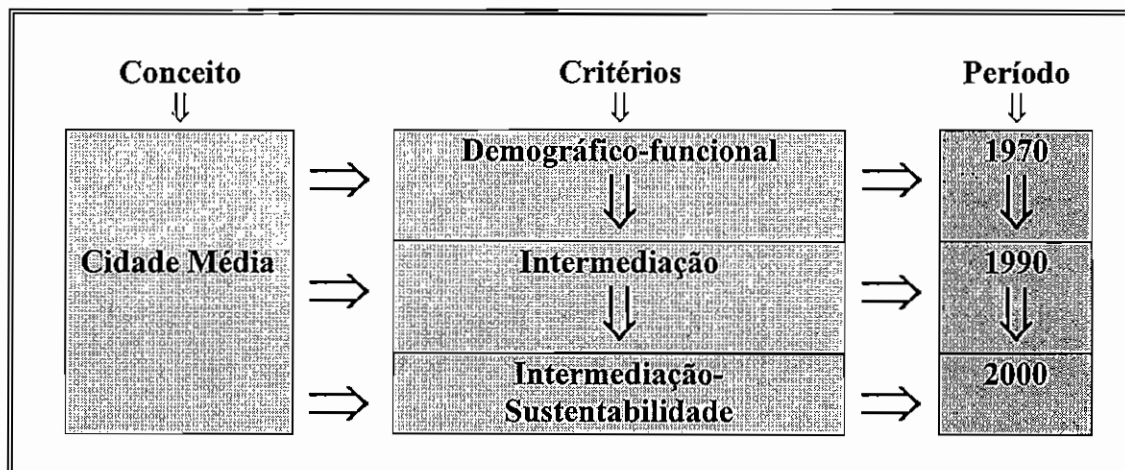 Conceito Critérios Período
Demográfico-funcional 1970
Cidade Média Intermediação 1990
Intermediação- 2000
Sustentabilidade